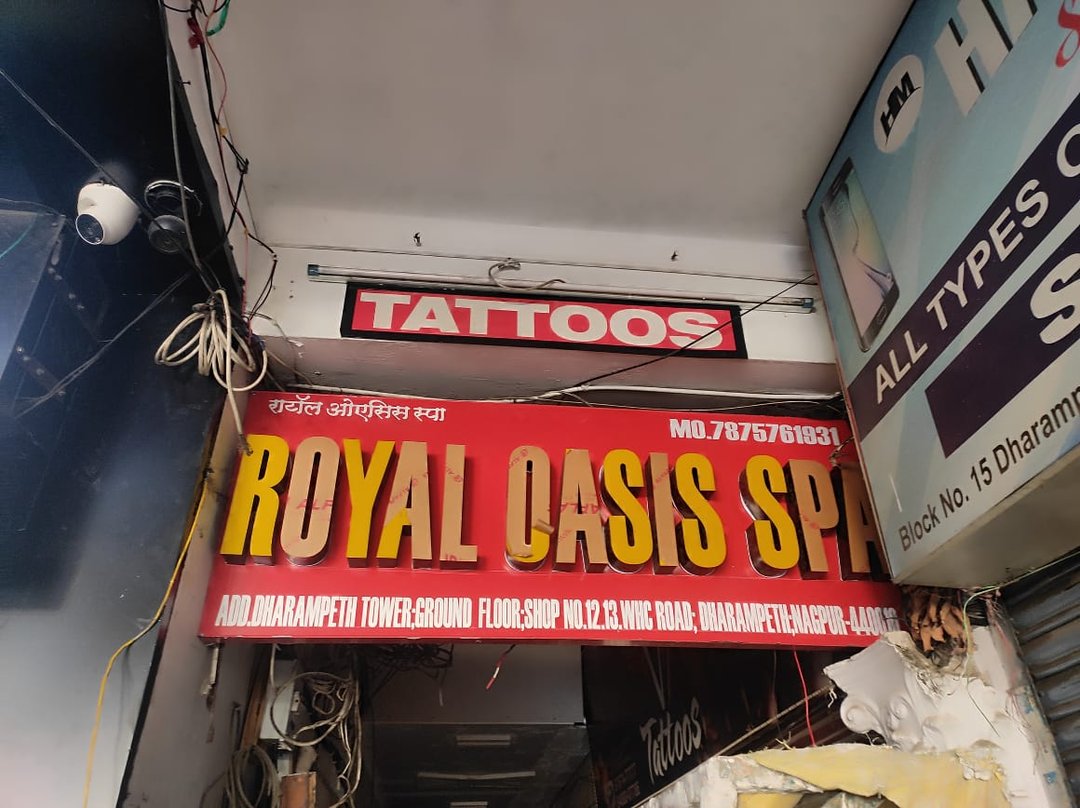 TATTOOS
रायॅल ओएसिस स्पा
MO.7875761931
ROYAL OASIS SPA
ADD.DHARAMPETH TOWER;GROUND FLOOR;SHOP NO.12.13.WHC ROAD; DHARAMPETH;NAGPUR-
Tattoos
HM
ALL TYPES
Block No. 15